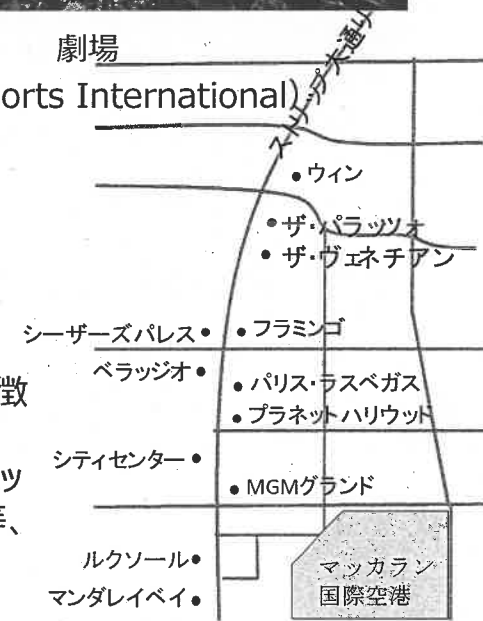 劇場
orts International)
ストリップ大通り
ウィン
ザ・パラッツォ
ザ・ヴェネチアン
シーザーズパレス
フラミンゴ
ベラッジオ
徴
パリス・ラスベガス
プラネットハリウッド
シティセンター
ッ
MGMグランド
等、
ルクソール
マッカラン
国際空港
マンダレイベイ